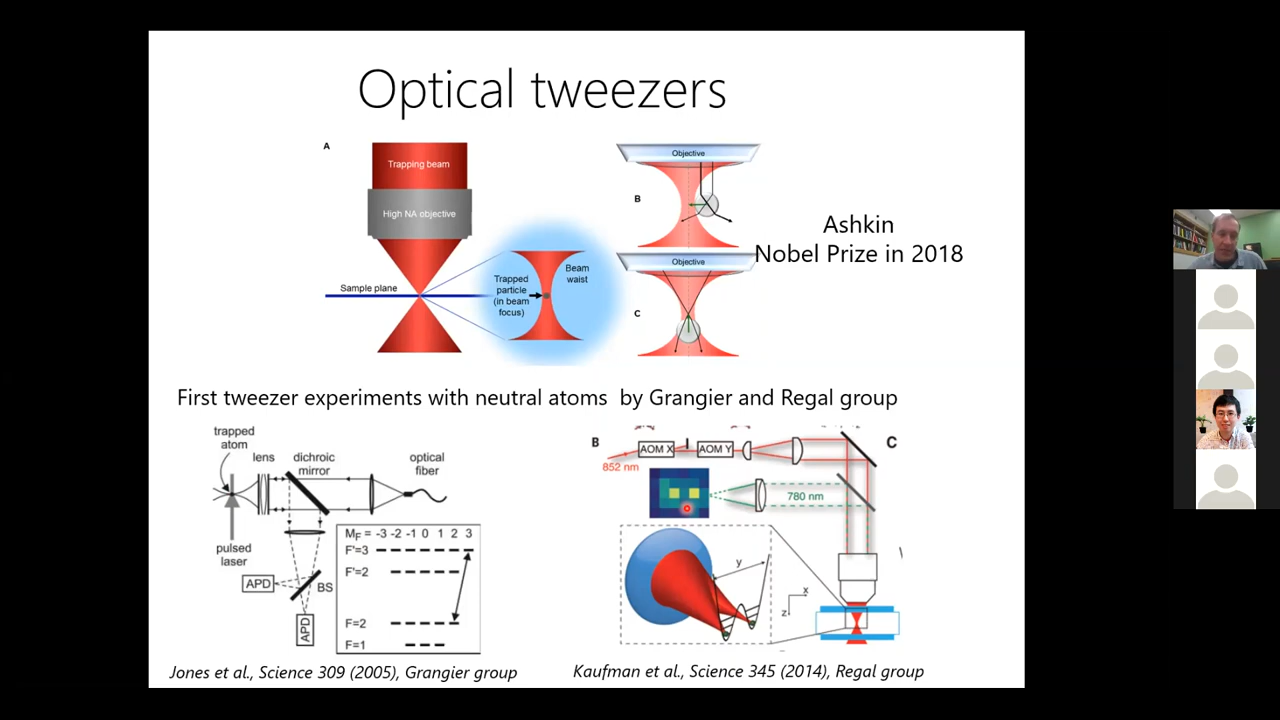 Optical tweezers
A
Trapping beam
High NA objective
Sample plane
Trapped
particle
(in beam
focus)
Beam
waist
Objective
B
Objective
C
Ashkin
Nobel Prize in 2018
First tweezer experiments with neutral atoms by Grangier and Regal group
trapped
atom
lens
dichroic
mirror
optical
fiber
pulsed
laser
APD
BS
APD
MF = -3 -2 -1 0 1 2 3
F'=3
F'=2
F=2
F=1
B
852 nm
AOM X
AOM Y
C
780 nm
y
x
z
Jones et al., Science 309 (2005), Grangier group
Kaufman et al., Science 345 (2014), Regal group